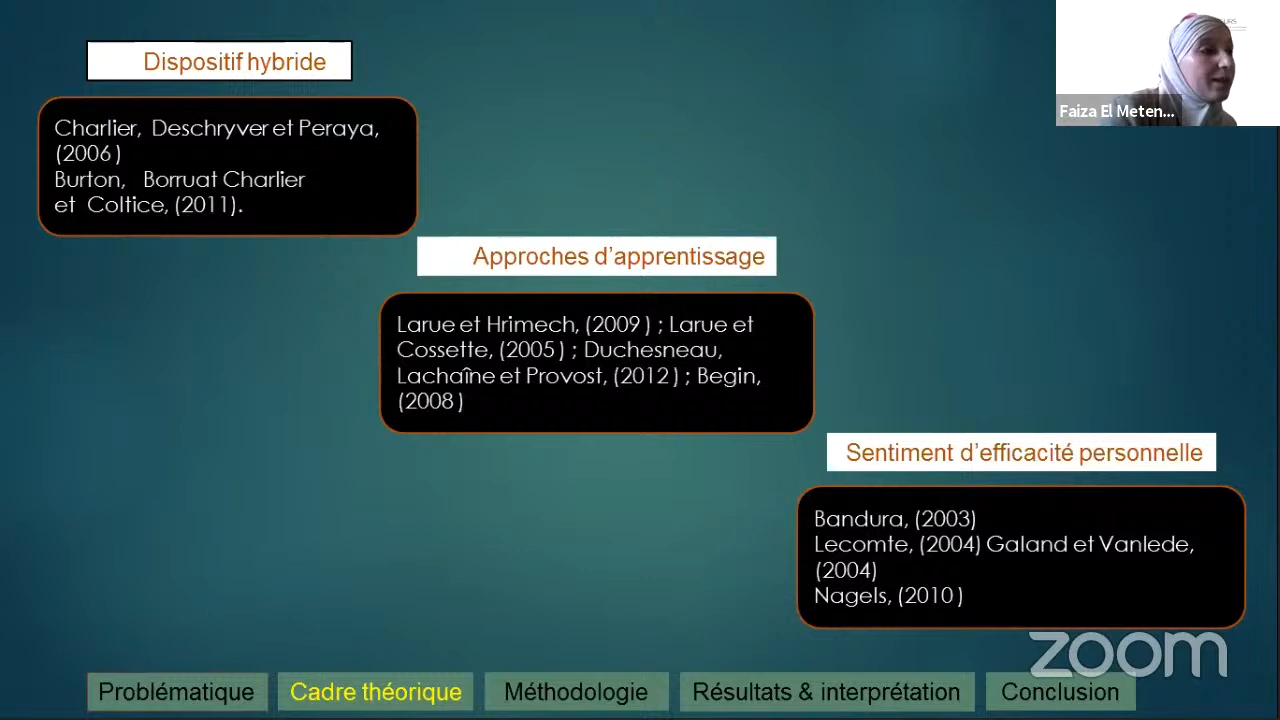 Dispositif hybride
Charlier, Deschryver et Peraya,
(2006)
Burton, Borruat Charlier
et Coltice, (2011).
Faiza El Meten...
Approches d’apprentissage
Larue et Hrimech, (2009) ; Larue et
Cossette, (2005) ; Duchesneau,
Lachaîne et Provost, (2012) ; Begin,
(2008)
Sentiment d’efficacité personnelle
Bandura, (2003)
Lecomte, (2004) Galand et Vanlede,
(2004)
Nagels, (2010)
zoom
Problématique
Cadre théorique
Méthodologie
Résultats & interprétation
Conclusion